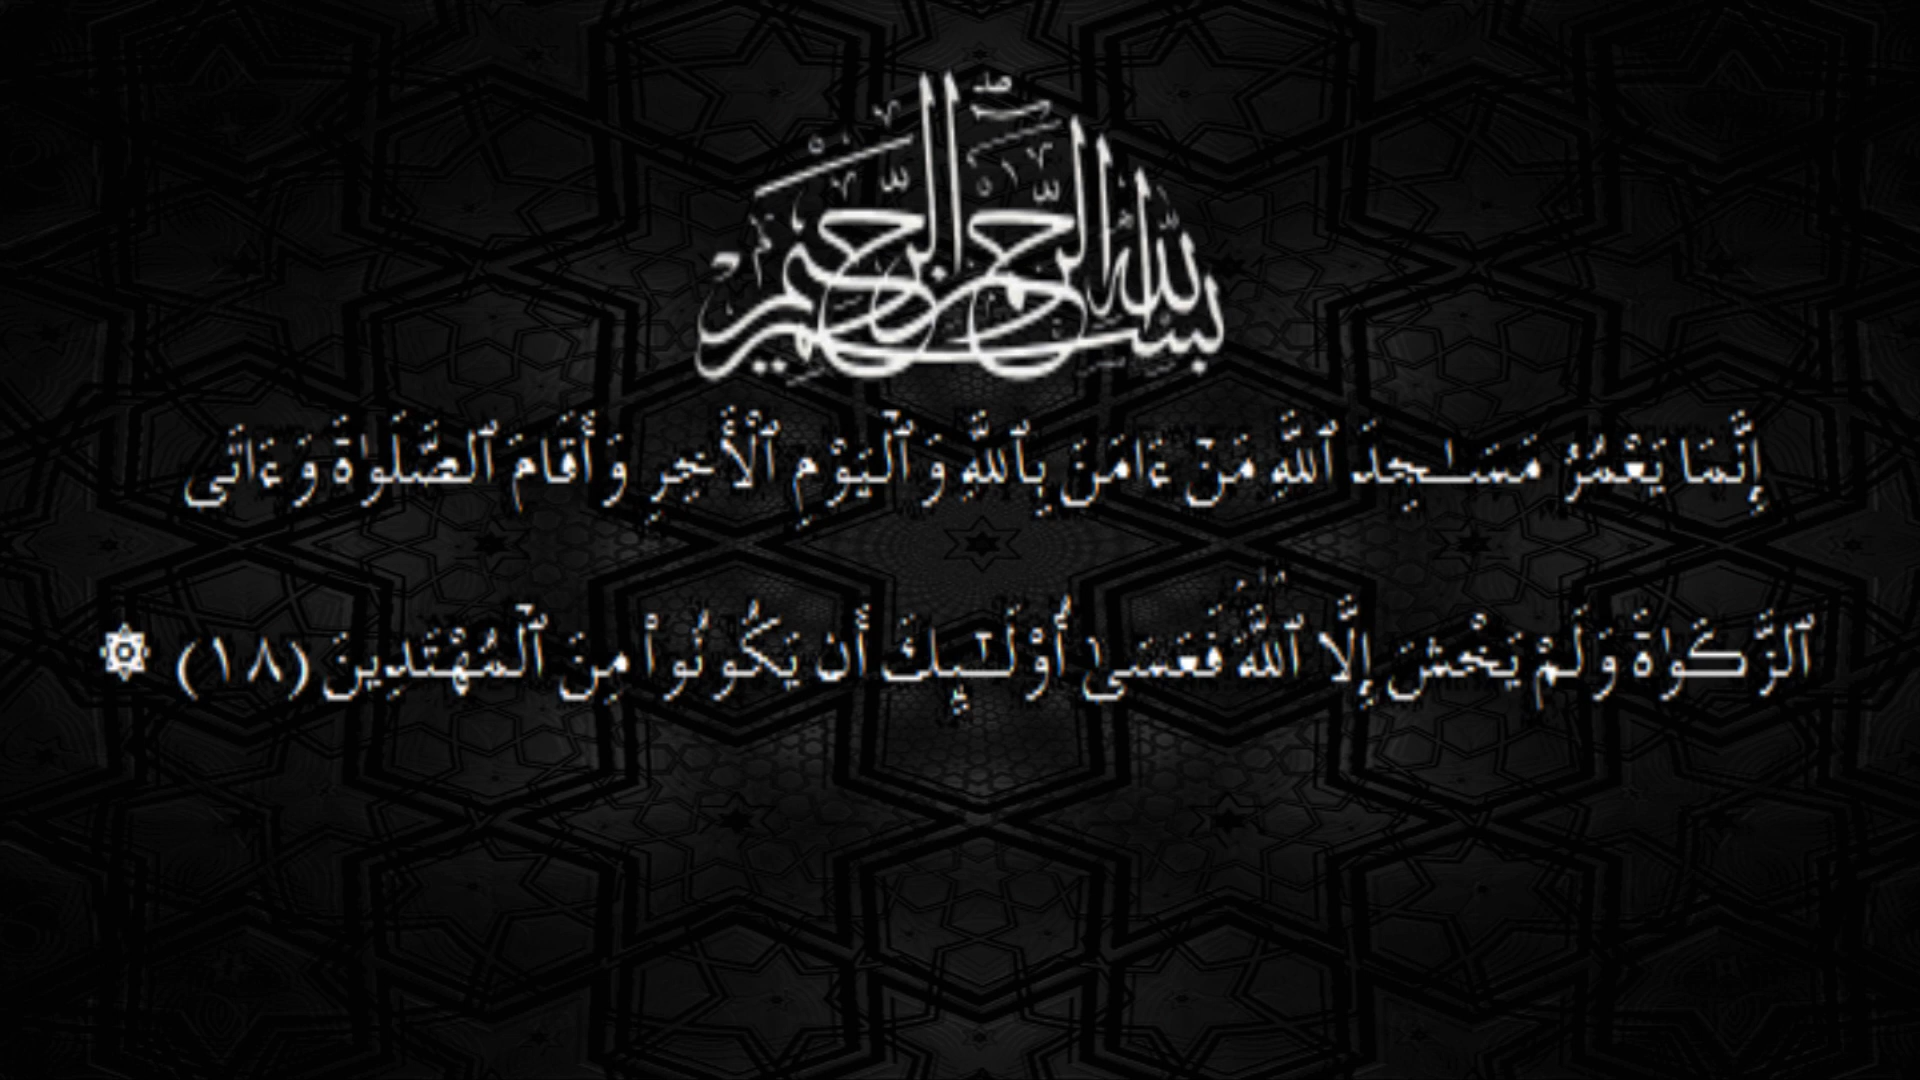 بسم الله الرحمن الرحيم
إِنَّمَا يَعْمُرُ مَسَـٰجِدَ ٱللَّهِ مَنْ ءَامَنَ بِٱللَّهِ وَٱلْيَوْمِ ٱلْأَخِرِ وَأَقَامَ ٱلصَّلَوٰةَ وَءَاتَى
ٱلزَّكَوٰةَ وَلَمْ يَخْشَ إِلَّا ٱللَّهَ ۖ فَعَسَىٰٓ أُو۟لَـٰٓئِكَ أَن يَكُونُوا۟ مِنَ ٱلْمُهْتَدِينَ (١٨) ۞